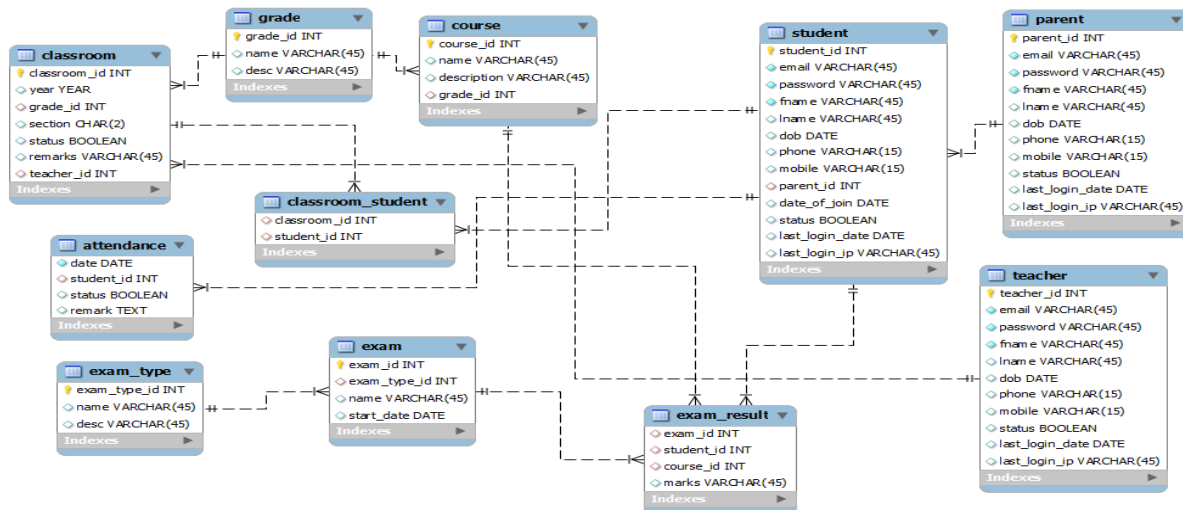 grade
grade_id INT
name VARCHAR(45)
desc VARCHAR(45)
Indexes
course
course_id INT
name VARCHAR(45)
description VARCHAR(45)
grade_id INT
Indexes
student
student_id INT
email VARCHAR(45)
password VARCHAR(45)
fname VARCHAR(45)
lname VARCHAR(45)
dob DATE
phone VARCHAR(15)
mobile VARCHAR(15)
parent_id INT
date_of_join DATE
status BOOLEAN
last_login_date DATE
last_login_ip VARCHAR(45)
Indexes
parent
parent_id INT
email VARCHAR(45)
password VARCHAR(45)
fname VARCHAR(45)
lname VARCHAR(45)
dob DATE
phone VARCHAR(15)
mobile VARCHAR(15)
status BOOLEAN
last_login_date DATE
last_login_ip VARCHAR(45)
Indexes
classroom
classroom_id INT
year YEAR
grade_id INT
section CHAR(2)
status BOOLEAN
remarks VARCHAR(45)
teacher_id INT
Indexes
classroom_student
classroom_id INT
student_id INT
Indexes
attendance
date DATE
student_id INT
status BOOLEAN
remark TEXT
Indexes
teacher
teacher_id INT
email VARCHAR(45)
password VARCHAR(45)
fname VARCHAR(45)
lname VARCHAR(45)
dob DATE
phone VARCHAR(15)
mobile VARCHAR(15)
status BOOLEAN
last_login_date DATE
last_login_ip VARCHAR(45)
Indexes
exam_type
exam_type_id INT
name VARCHAR(45)
desc VARCHAR(45)
Indexes
exam
exam_id INT
exam_type_id INT
name VARCHAR(45)
start_date DATE
Indexes
exam_result
exam_id INT
student_id INT
course_id INT
marks VARCHAR(45)
Indexes